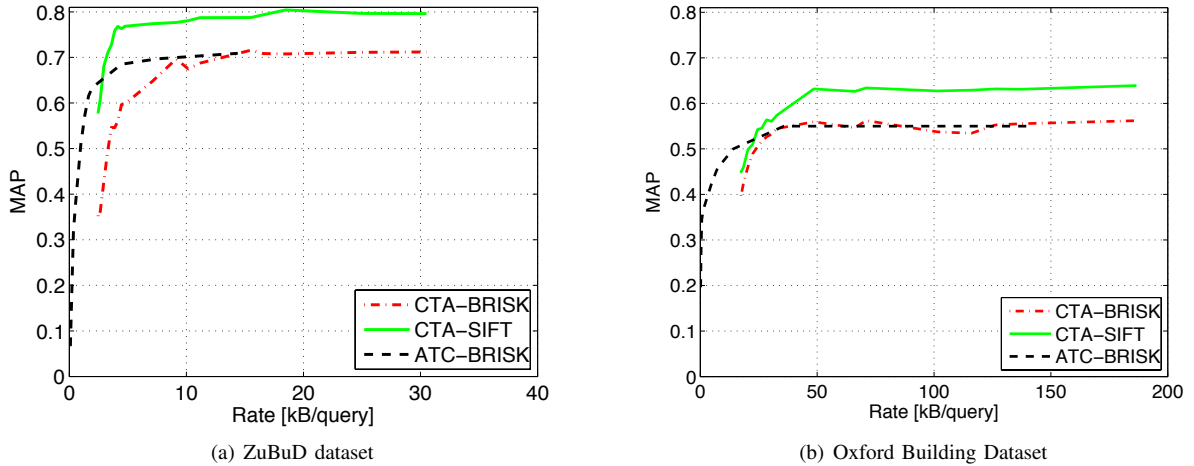 0.8
0.7
0.6
0.5
0.4
0.3
0.2
0.1
0
MAP
0 10 20 30 40
Rate [kB/query]
CTA−BRISK
CTA−SIFT
ATC−BRISK
(a) ZuBuD dataset
0.8
0.7
0.6
0.5
0.4
0.3
0.2
0.1
0
MAP
0 50 100 150 200
Rate [kB/query]
CTA−BRISK
CTA−SIFT
ATC−BRISK
(b) Oxford Building Dataset